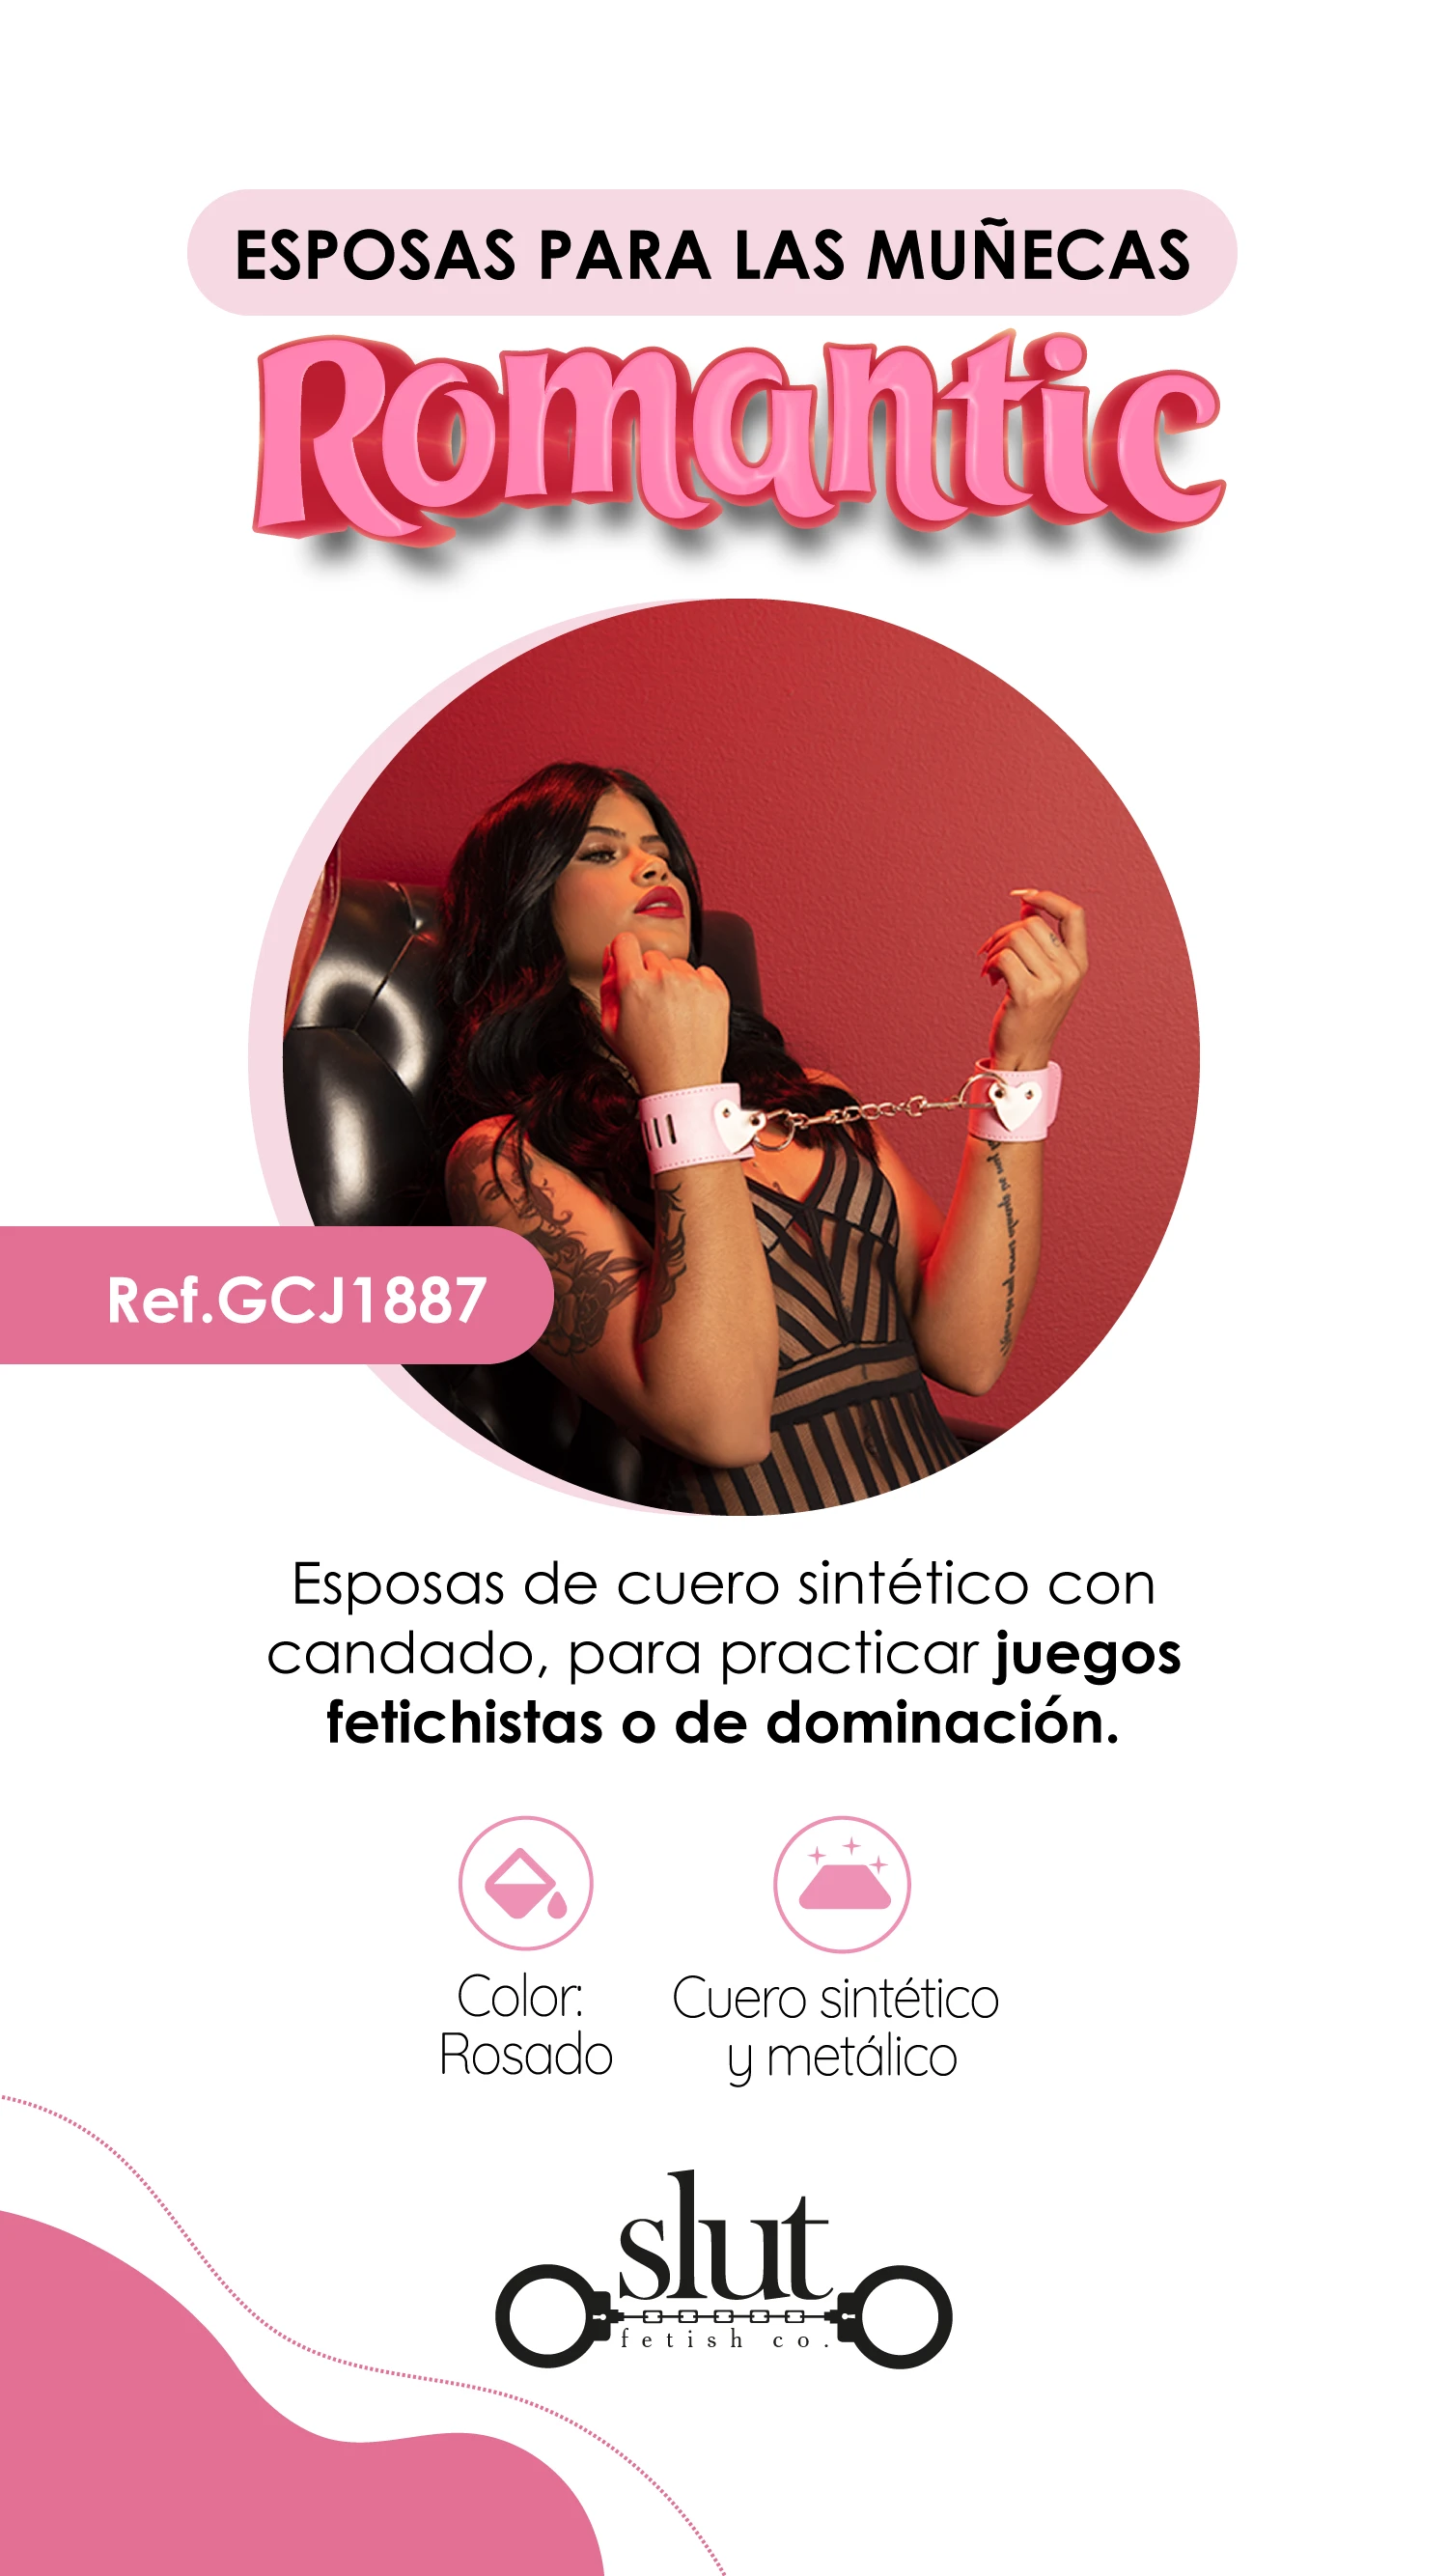 ESPOSAS PARA LAS MUÑECAS
Romantic
Ref.GCJ1887
Esposas de cuero sintético con
candado, para practicar juegos
fetichistas o de dominación.
Color:
Rosado
Cuero sintético
y metálico
slut
fetish co.